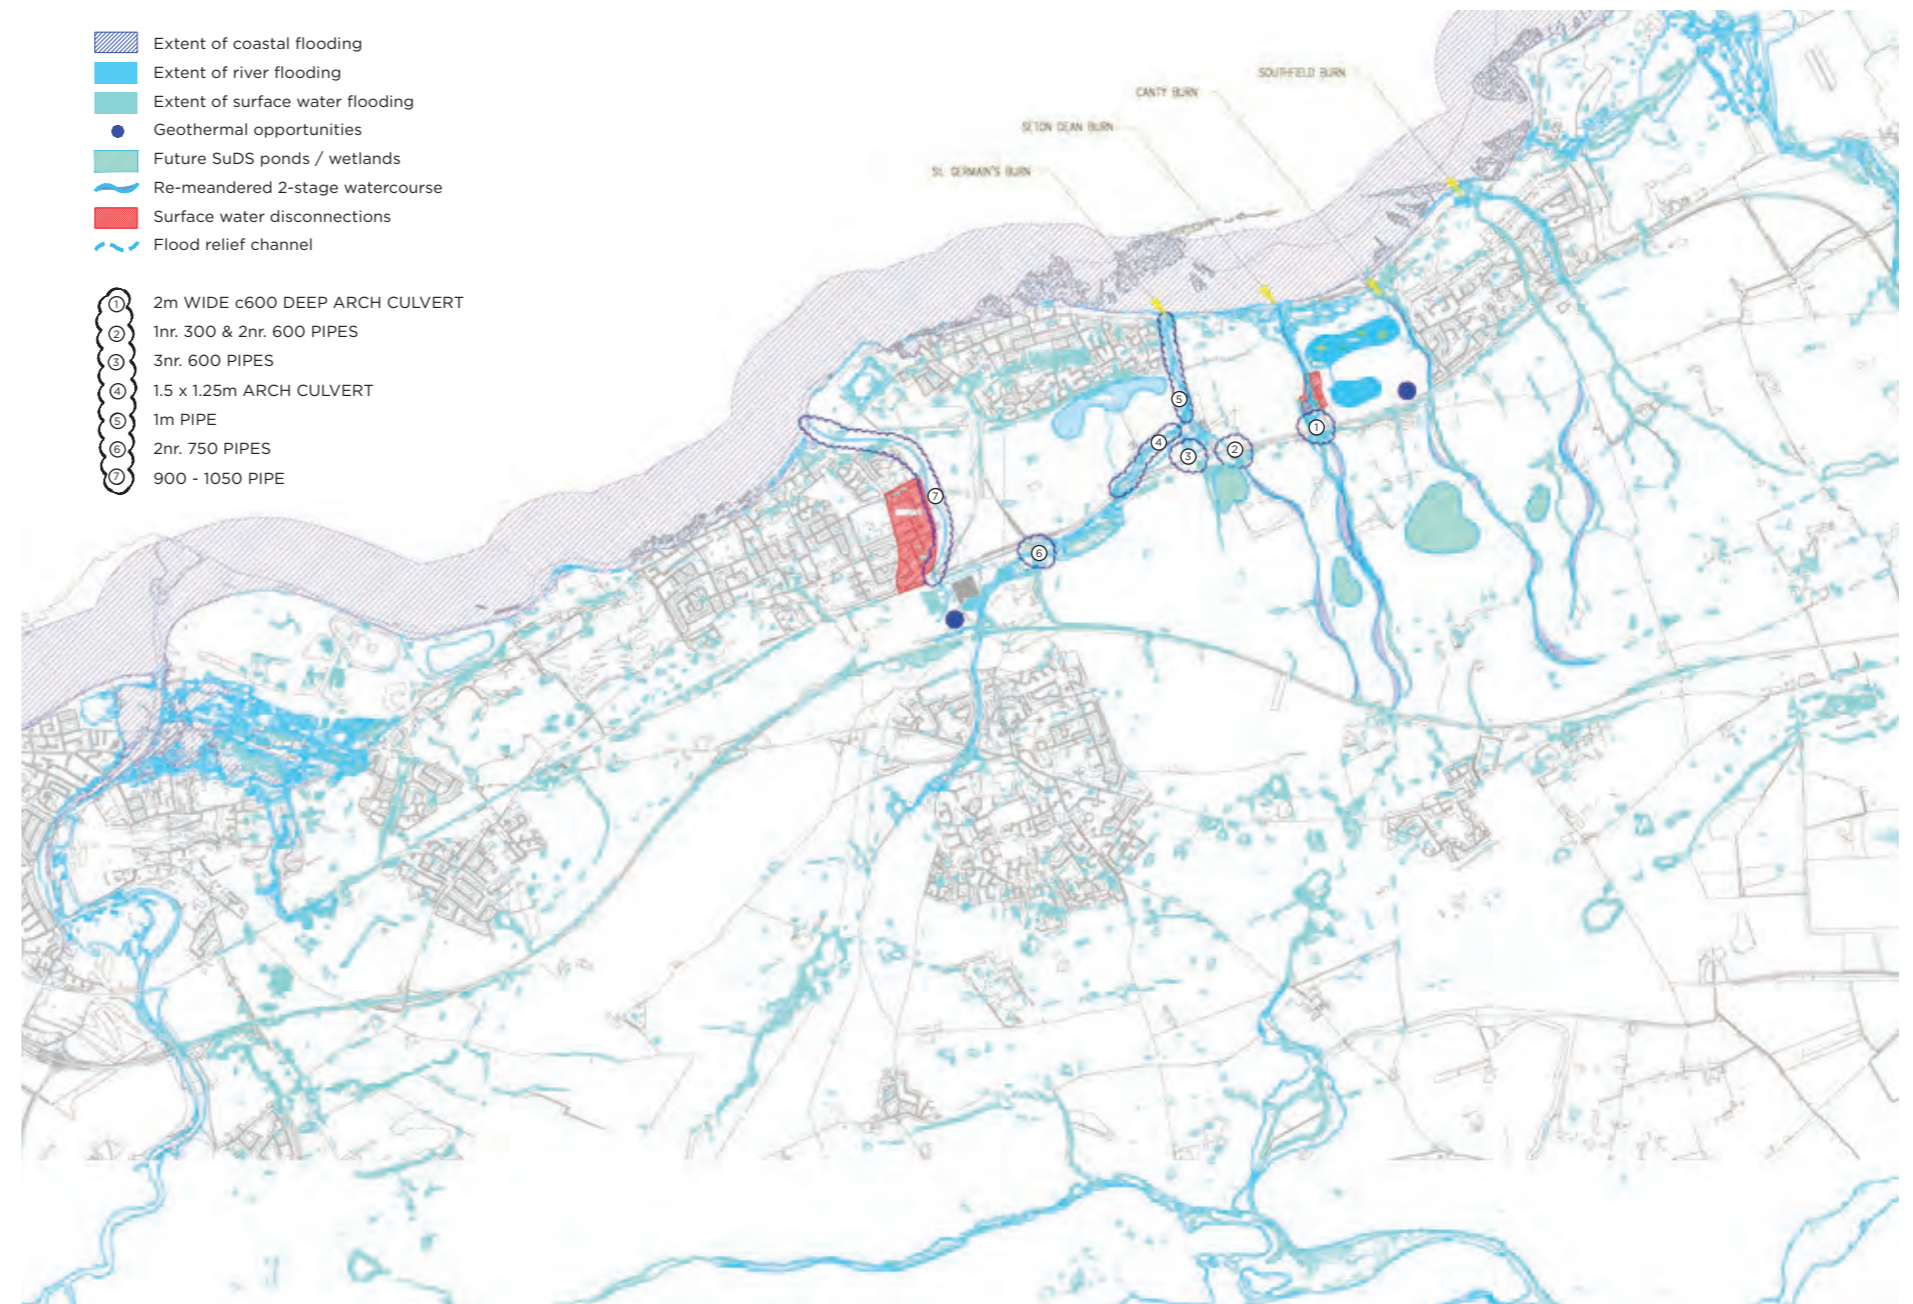 Extent of coastal flooding
Extent of river flooding
Extent of surface water flooding
Geothermal opportunities
Future SuDS ponds / wetlands
Re-meandered 2-stage watercourse
Surface water disconnections
Flood relief channel
1 2m WIDE c600 DEEP ARCH CULVERT
2 1nr. 300 & 2nr. 600 PIPES
3 3nr. 600 PIPES
4 1.5 x 1.25m ARCH CULVERT
5 1m PIPE
6 2nr. 750 PIPES
7 900 - 1050 PIPE
SOUTHFIELD BURN
CANTY BURN
SETON DEAN BURN
ST. GERMAIN'S BURN
5
1
4
3
2
7
6